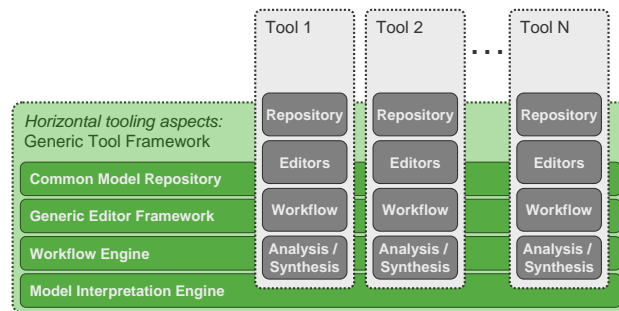 Tool 1
Tool 2
...
Tool N
Horizontal tooling aspects:
Generic Tool Framework
Repository
Repository
Repository
Editors
Editors
Editors
Common Model Repository
Workflow
Workflow
Workflow
Generic Editor Framework
Analysis /
Synthesis
Analysis /
Synthesis
Analysis /
Synthesis
Workflow Engine
Model Interpretation Engine